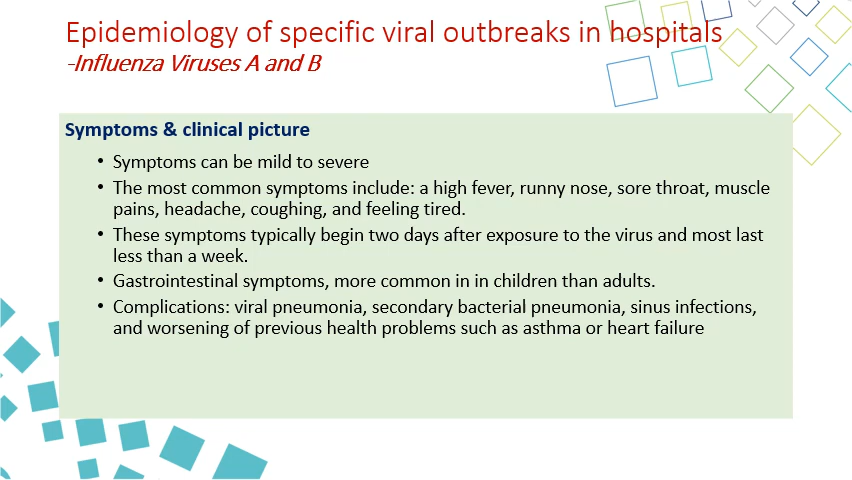 Epidemiology of specific viral outbreaks in hospitals
-Influenza Viruses A and B
Symptoms & clinical picture
• Symptoms can be mild to severe
• The most common symptoms include: a high fever, runny nose, sore throat, muscle
pains, headache, coughing, and feeling tired.
• These symptoms typically begin two days after exposure to the virus and most last
less than a week.
• Gastrointestinal symptoms, more common in in children than adults.
• Complications: viral pneumonia, secondary bacterial pneumonia, sinus infections,
and worsening of previous health problems such as asthma or heart failure